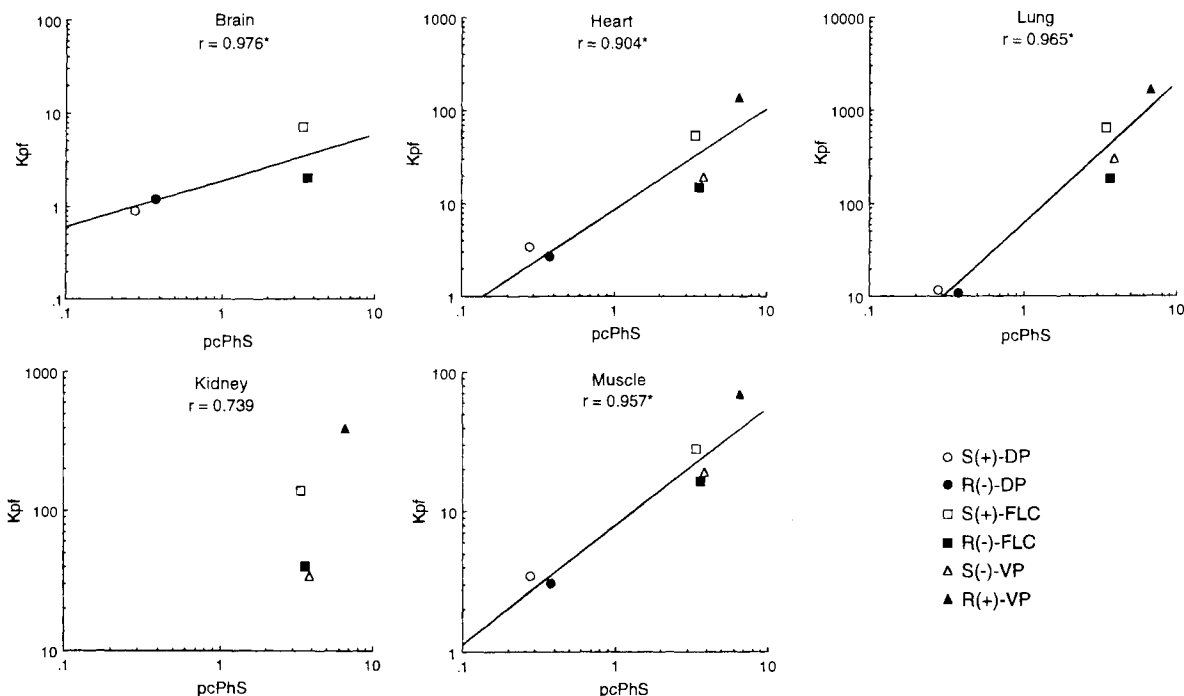 Brain
r = 0.976*
100
10
1
.1
Kpf
.1
1
10
pcPhS
Heart
r = 0.904*
1000
100
10
1
Kpf
.1
1
10
pcPhS
Lung
r = 0.965*
10000
1000
100
10
Kpf
.1
1
10
pcPhS
Kidney
r = 0.739
1000
100
10
Kpf
.1
1
10
pcPhS
Muscle
r = 0.957*
100
10
1
Kpf
.1
1
10
pcPhS
S(+)-DP
R(-)-DP
S(+)-FLC
R(-)-FLC
S(-)-VP
R(+)-VP